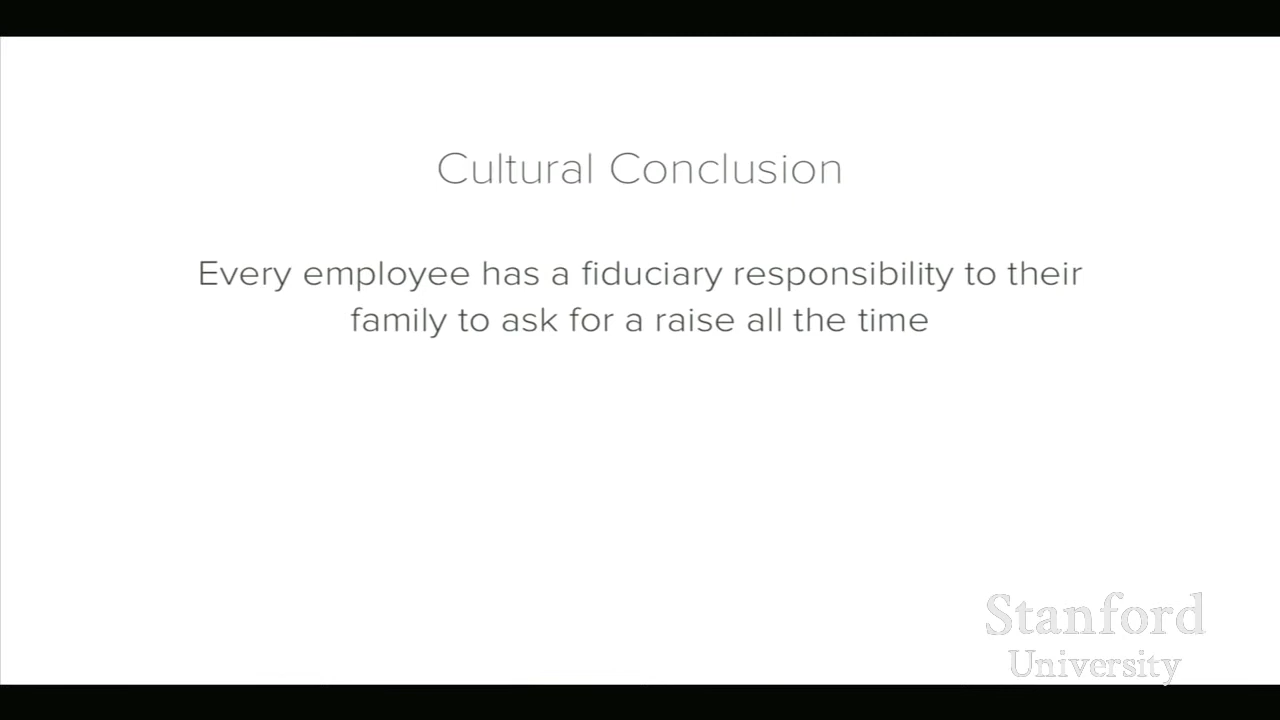 Cultural Conclusion
Every employee has a fiduciary responsibility to their
family to ask for a raise all the time
Stanford
University